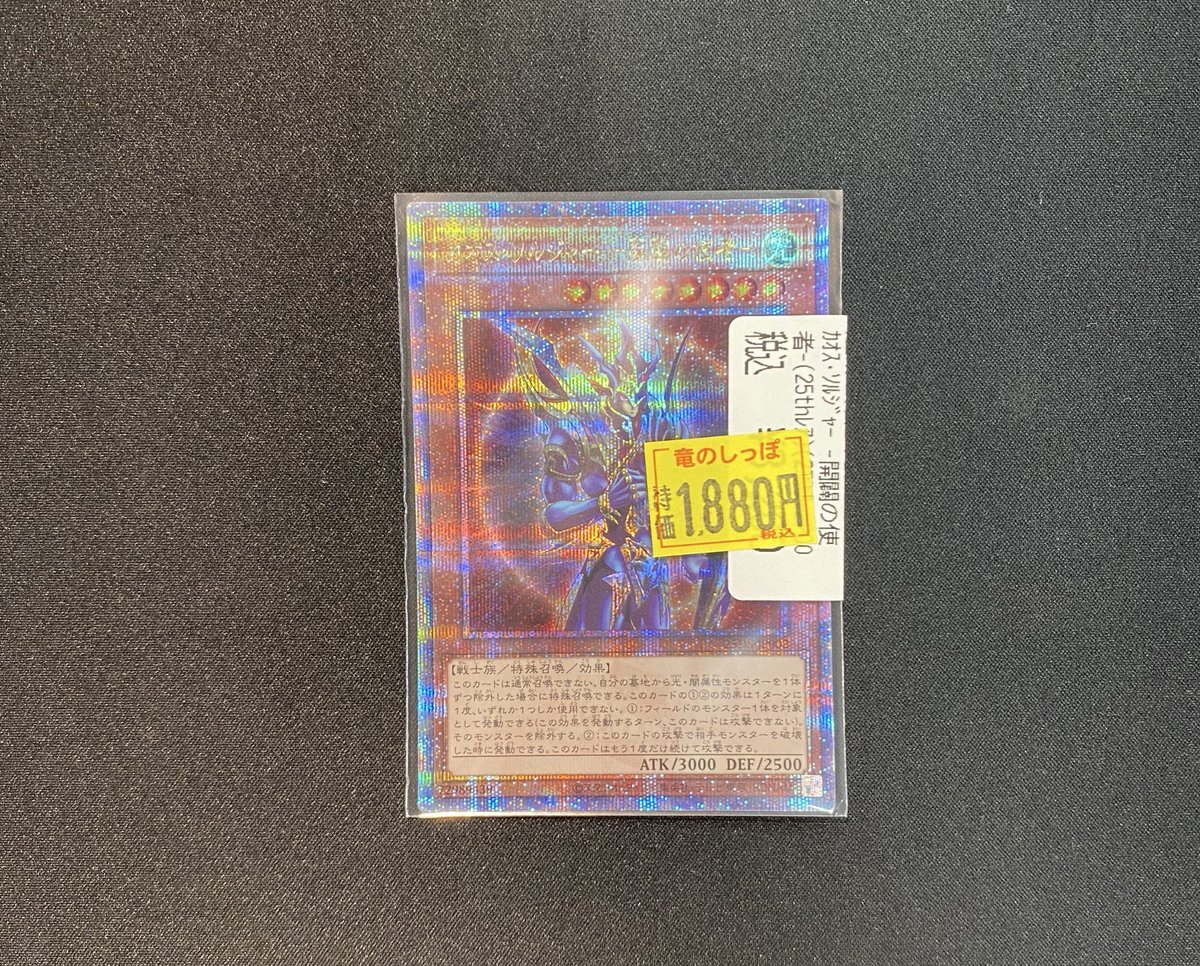 光
カオス・ソルジャー -開闢の使
者-(25thレ
税込
竜のしっぽ
特価
1,880円
税込
【戦士族／特殊召喚／効果】
このカードは通常召喚できない。自分の墓地から光・闇属性モンスターを1体
ずつ除外した場合に特殊召喚できる。このカードの①②の効果は1ターンに
1度、いずれか1つしか使用できない。①:フィールドのモンスター1体を対象
として発動できる(この効果を発動するターン、このカードは攻撃できない)。
そのモンスターを除外する。②:このカードの攻撃で相手モンスターを破壊
した時に発動できる。このカードはもう1度だけ続けて攻撃できる。
ATK/3000 DEF/2500